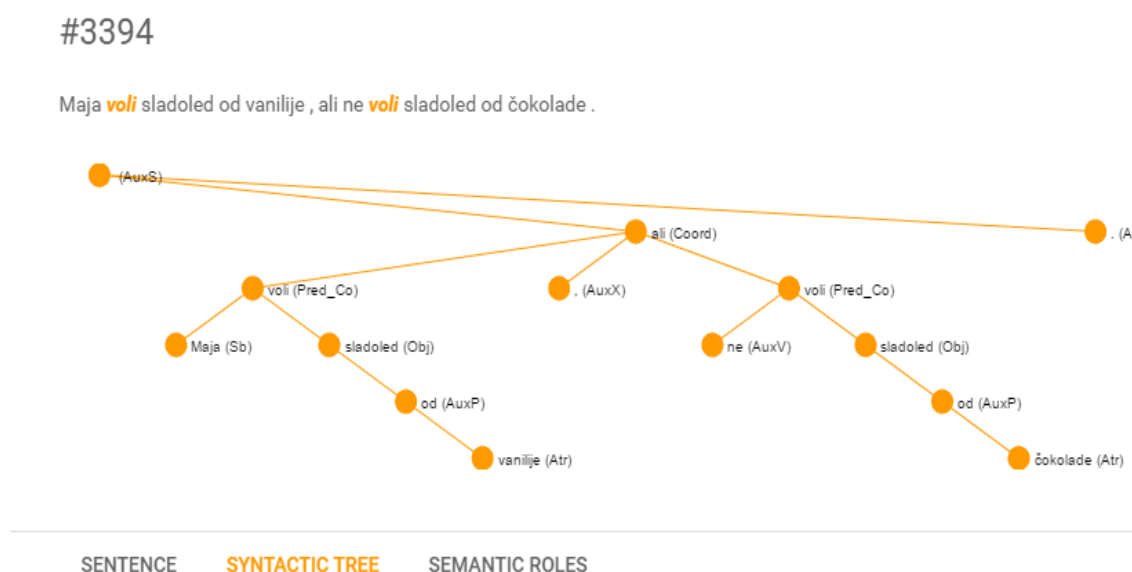 #3394
Maja voli sladoled od vanilije , ali ne voli sladoled od čokolade .
(AuxS)
ali (Coord)
. (A
voli (Pred_Co)
, (AuxX)
voli (Pred_Co)
Maja (Sb)
sladoled (Obj)
ne (AuxV)
sladoled (Obj)
od (AuxP)
od (AuxP)
vanilije (Atr)
čokolade (Atr)
SENTENCE SYNTACTIC TREE SEMANTIC ROLES